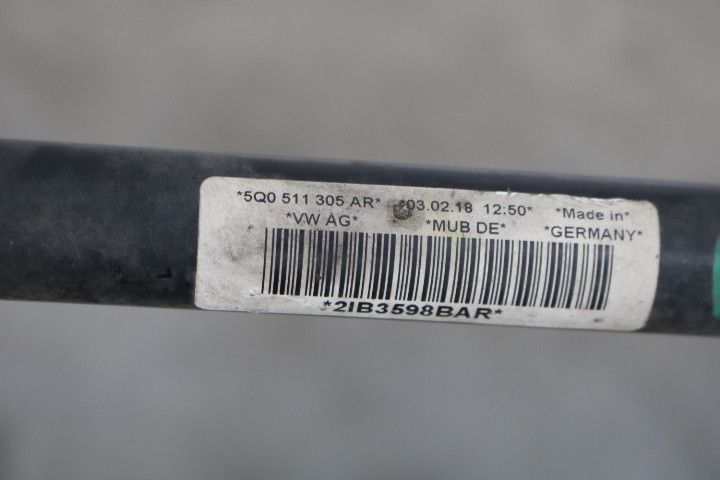 *5Q0 511 305 AR* *03.02.18 12:50* *Made in*
*VW AG* *MUB DE* *GERMANY*
*2IB3598BAR*